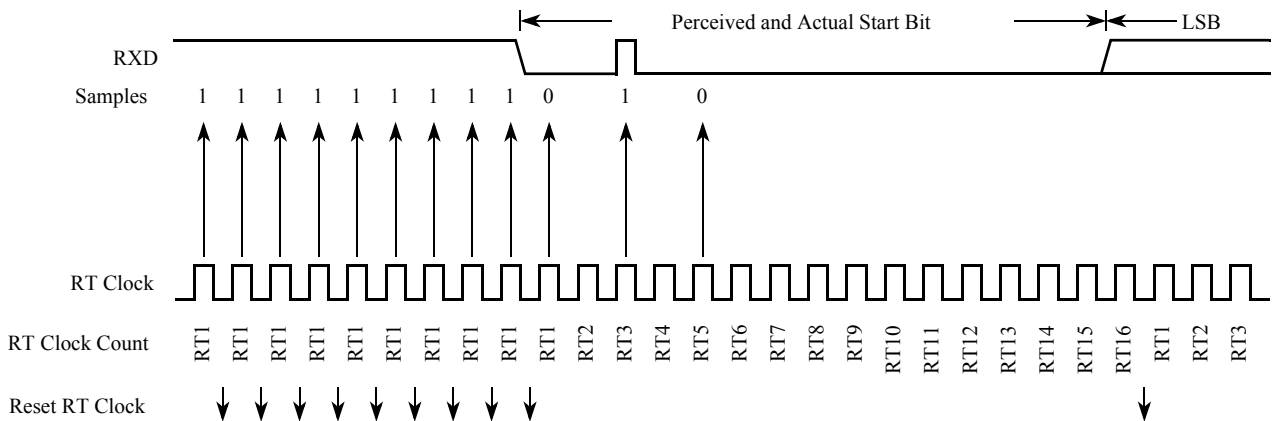 Perceived and Actual Start Bit LSB
RXD
Samples 1 1 1 1 1 1 1 1 1 0 1 0
RT Clock
RT Clock Count RT1 RT1 RT1 RT1 RT1 RT1 RT1 RT1 RT1 RT1 RT2 RT3 RT4 RT5 RT6 RT7 RT8 RT9 RT10 RT11 RT12 RT13 RT14 RT15 RT16 RT1 RT2 RT3
Reset RT Clock